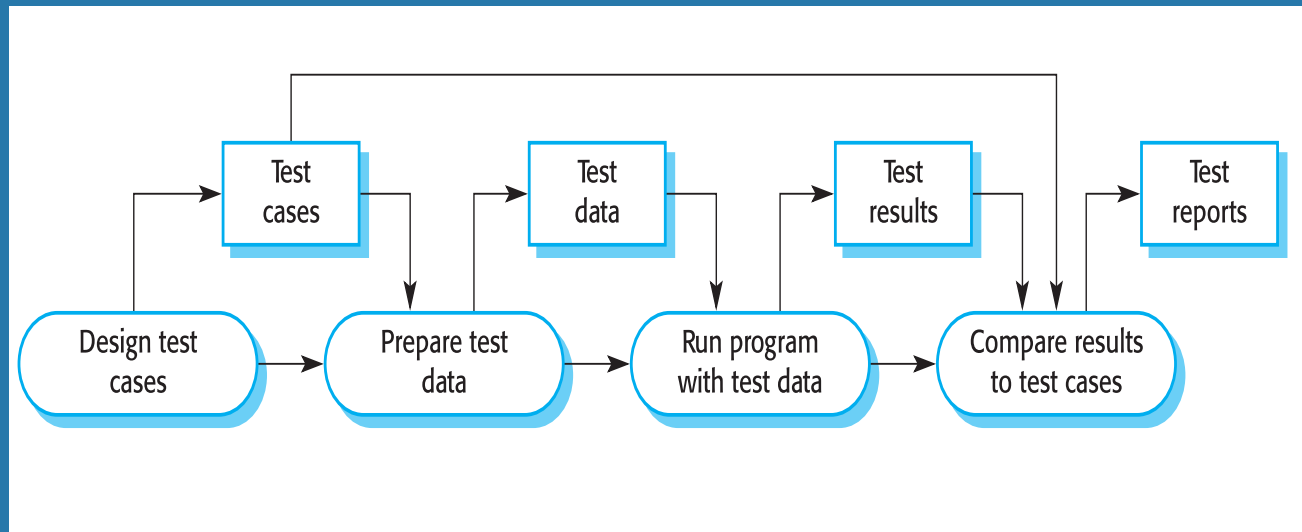 Test
cases
Test
data
Test
results
Test
reports
Design test
cases
Prepare test
data
Run program
with test data
Compare results
to test cases